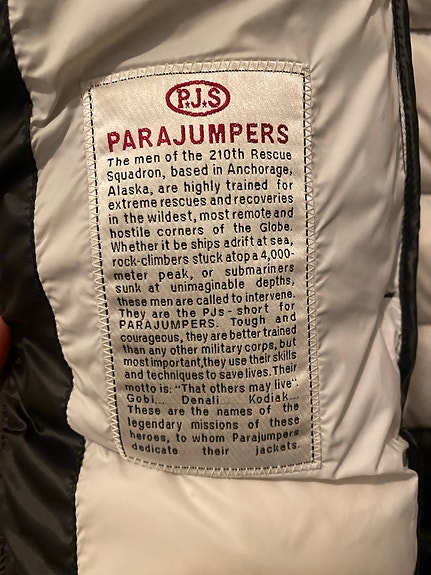 P.J.S
PARAJUMPERS
The men of the 210th Rescue
Squadron, based in Anchorage,
Alaska, are highly trained for
extreme rescues and recoveries
in the wildest, most remote and
hostile corners of the Globe.
Whether it be ships adrift at sea,
rock-climbers stuck atop a 4,000-
meter peak, or submariners
sunk at unimaginable depths,
these men are called to intervene.
They are the PJs - short for
PARAJUMPERS. Tough and
courageous, they are better trained
than any other military corps, but
most important,they use their skills
and techniques to save lives. Their
motto is: "That others may live".
Gobi... Denali... Kodiak...
These are the names of the
legendary missions of these
heroes, to whom Parajumpers
dedicate their jackets.